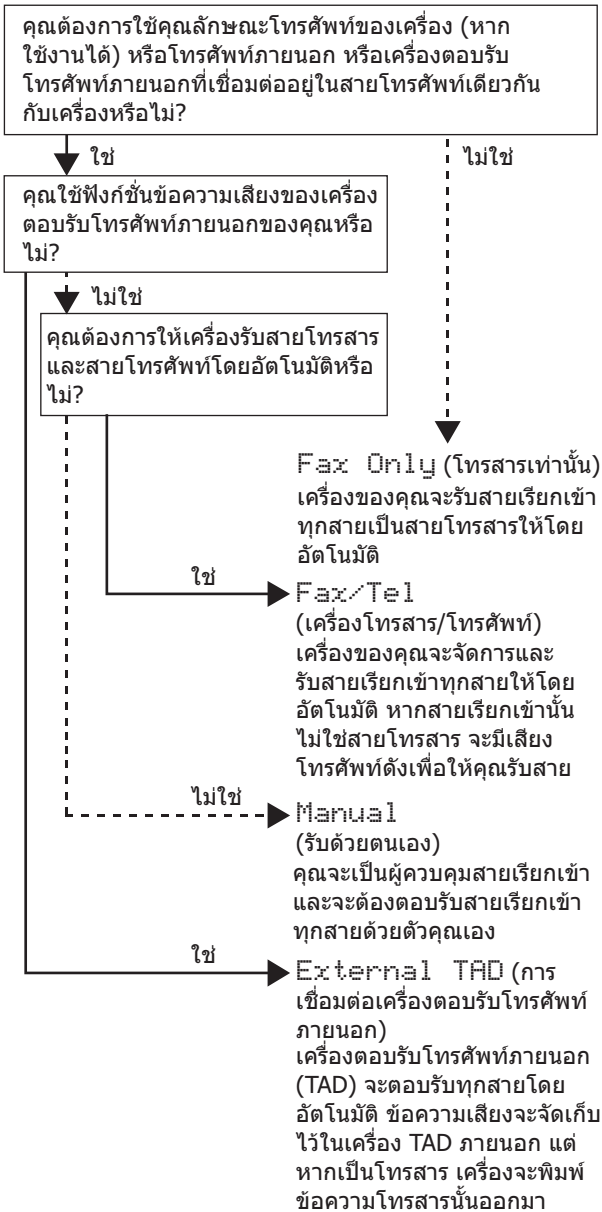 คุณต้องการใช้คุณลักษณะโทรศัพท์ของเครื่อง (หาก
ใช้งานได้) หรือโทรศัพท์ภายนอก หรือเครื่องตอบรับ
โทรศัพท์ภายนอกที่เชื่อมต่ออยู่ในสายโทรศัพท์เดียวกัน
กับเครื่องหรือไม่?
ใช่
ไม่ใช่
คุณใช้ฟังก์ชั่นข้อความเสียงของเครื่อง
ตอบรับโทรศัพท์ภายนอกของคุณหรือ
ไม่?
ไม่ใช่
คุณต้องการให้เครื่องรับสายโทรสาร
และสายโทรศัพท์โดยอัตโนมัติหรือ
ไม่?
Fax Only (โทรสารเท่านั้น)
เครื่องของคุณจะรับสายเรียกเข้า
ทุกสายเป็นสายโทรสารให้โดย
อัตโนมัติ
ใช่
Fax/Tel
(เครื่องโทรสาร/โทรศัพท์)
เครื่องของคุณจะจัดการและ
รับสายเรียกเข้าทุกสายให้โดย
อัตโนมัติ หากสายเรียกเข้านั้น
ไม่ใช่สายโทรสาร จะมีเสียง
โทรศัพท์ดังเพื่อให้คุณรับสาย
ไม่ใช่
Manual
(รับด้วยตนเอง)
คุณจะเป็นผู้ควบคุมสายเรียกเข้า
และจะต้องตอบรับสายเรียกเข้า
ทุกสายด้วยตัวคุณเอง
ใช่
External TAD (การ
เชื่อมต่อเครื่องตอบรับโทรศัพท์
ภายนอก)
เครื่องตอบรับโทรศัพท์ภายนอก
(TAD) จะตอบรับทุกสายโดย
อัตโนมัติ ข้อความเสียงจะจัดเก็บ
ไว้ในเครื่อง TAD ภายนอก แต่
หากเป็นโทรสาร เครื่องจะพิมพ์
ข้อความโทรสารนั้นออกมา